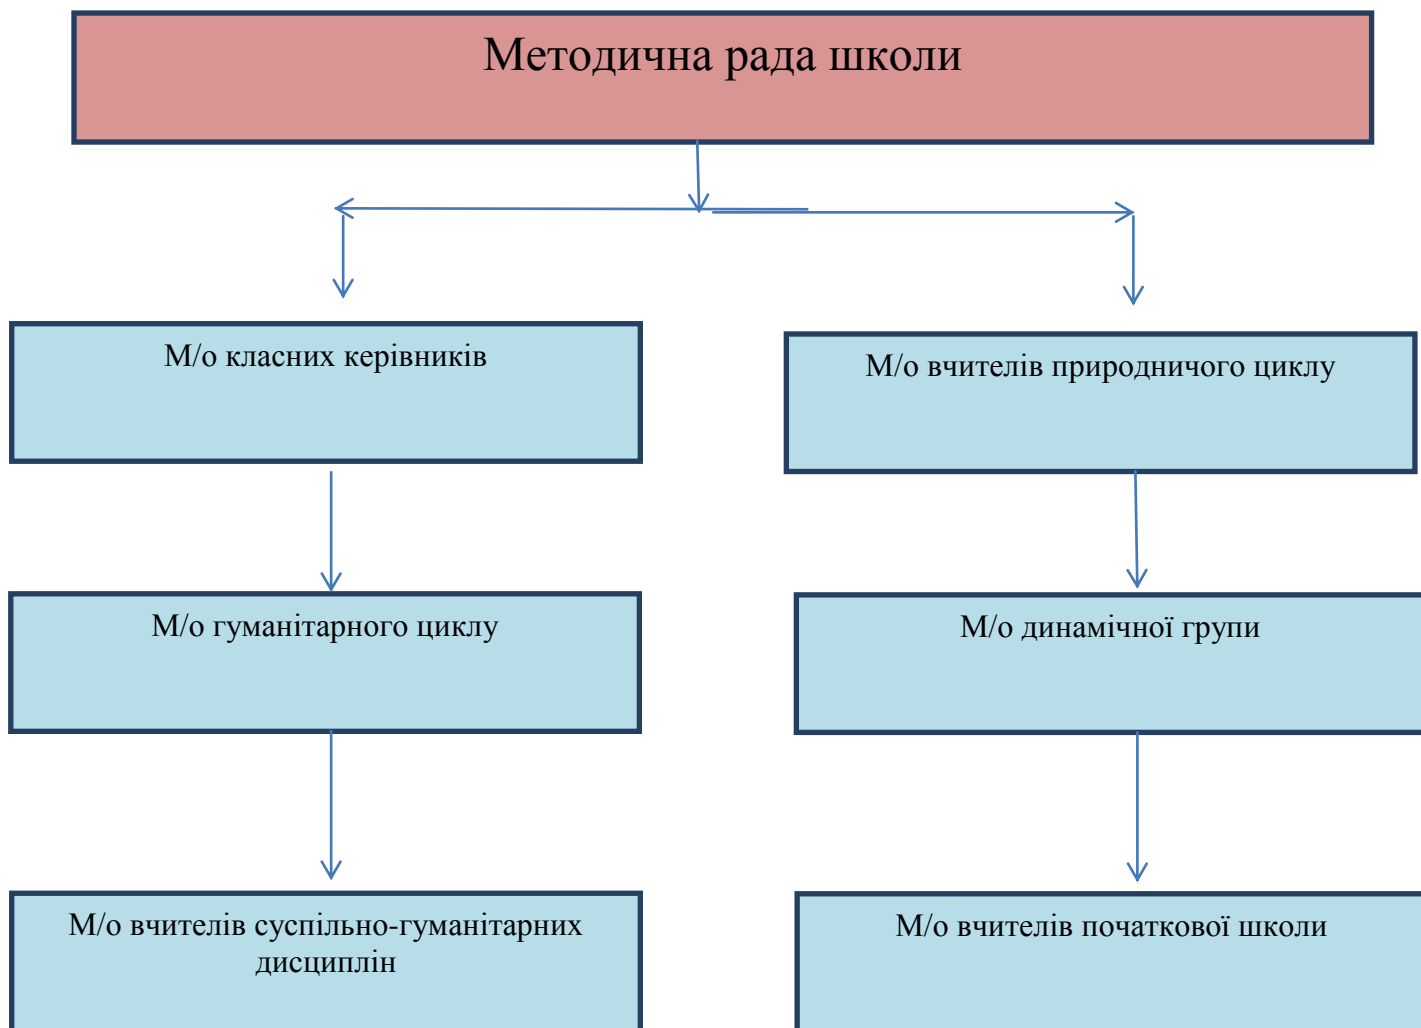 Методична рада школи
М/о класних керівників
М/о вчителів природничого циклу
М/о гуманітарного циклу
М/о динамічної групи
М/о вчителів суспільно-гуманітарних
дисциплін
М/о вчителів початкової школи